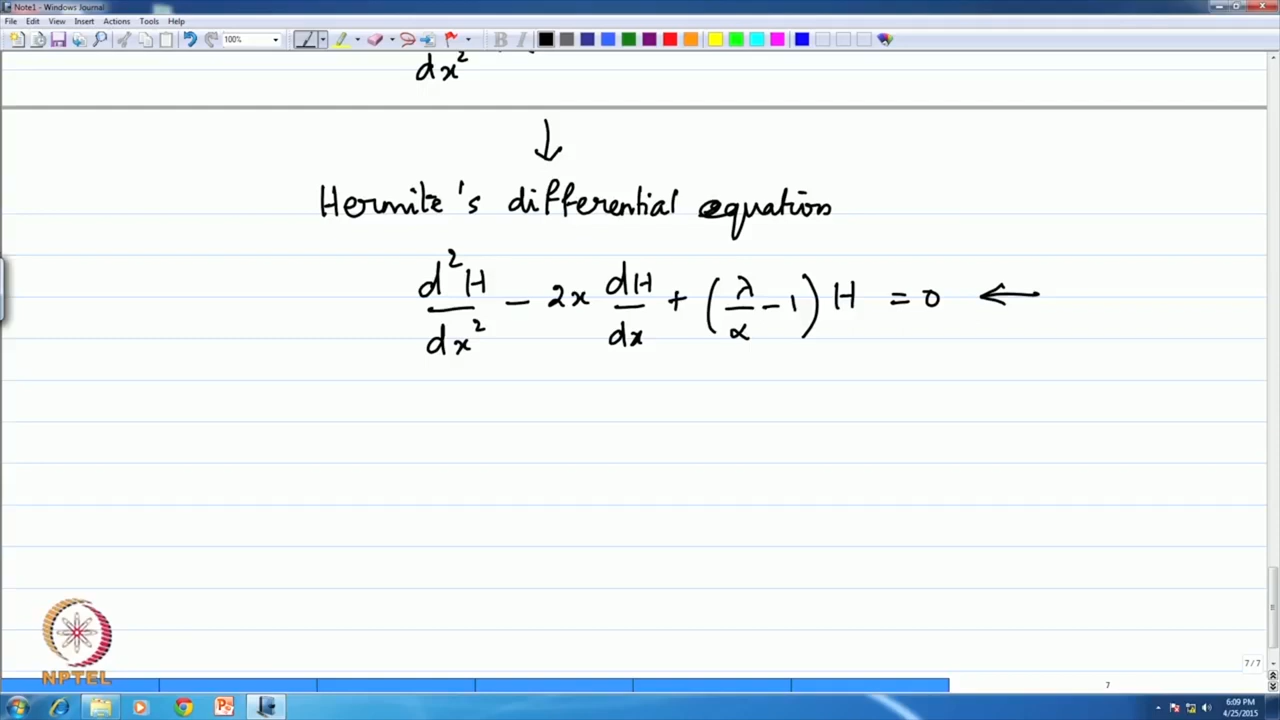 Note1 - Windows Journal
File Edit View Insert Actions Tools Help
100%
B I
dx²
↓
Hermite's differential equation
d²H/dx² - 2x dH/dx + (λ/α - 1) H = 0 ←
7/7
NPTEL
7
6:09 PM
4/25/2015